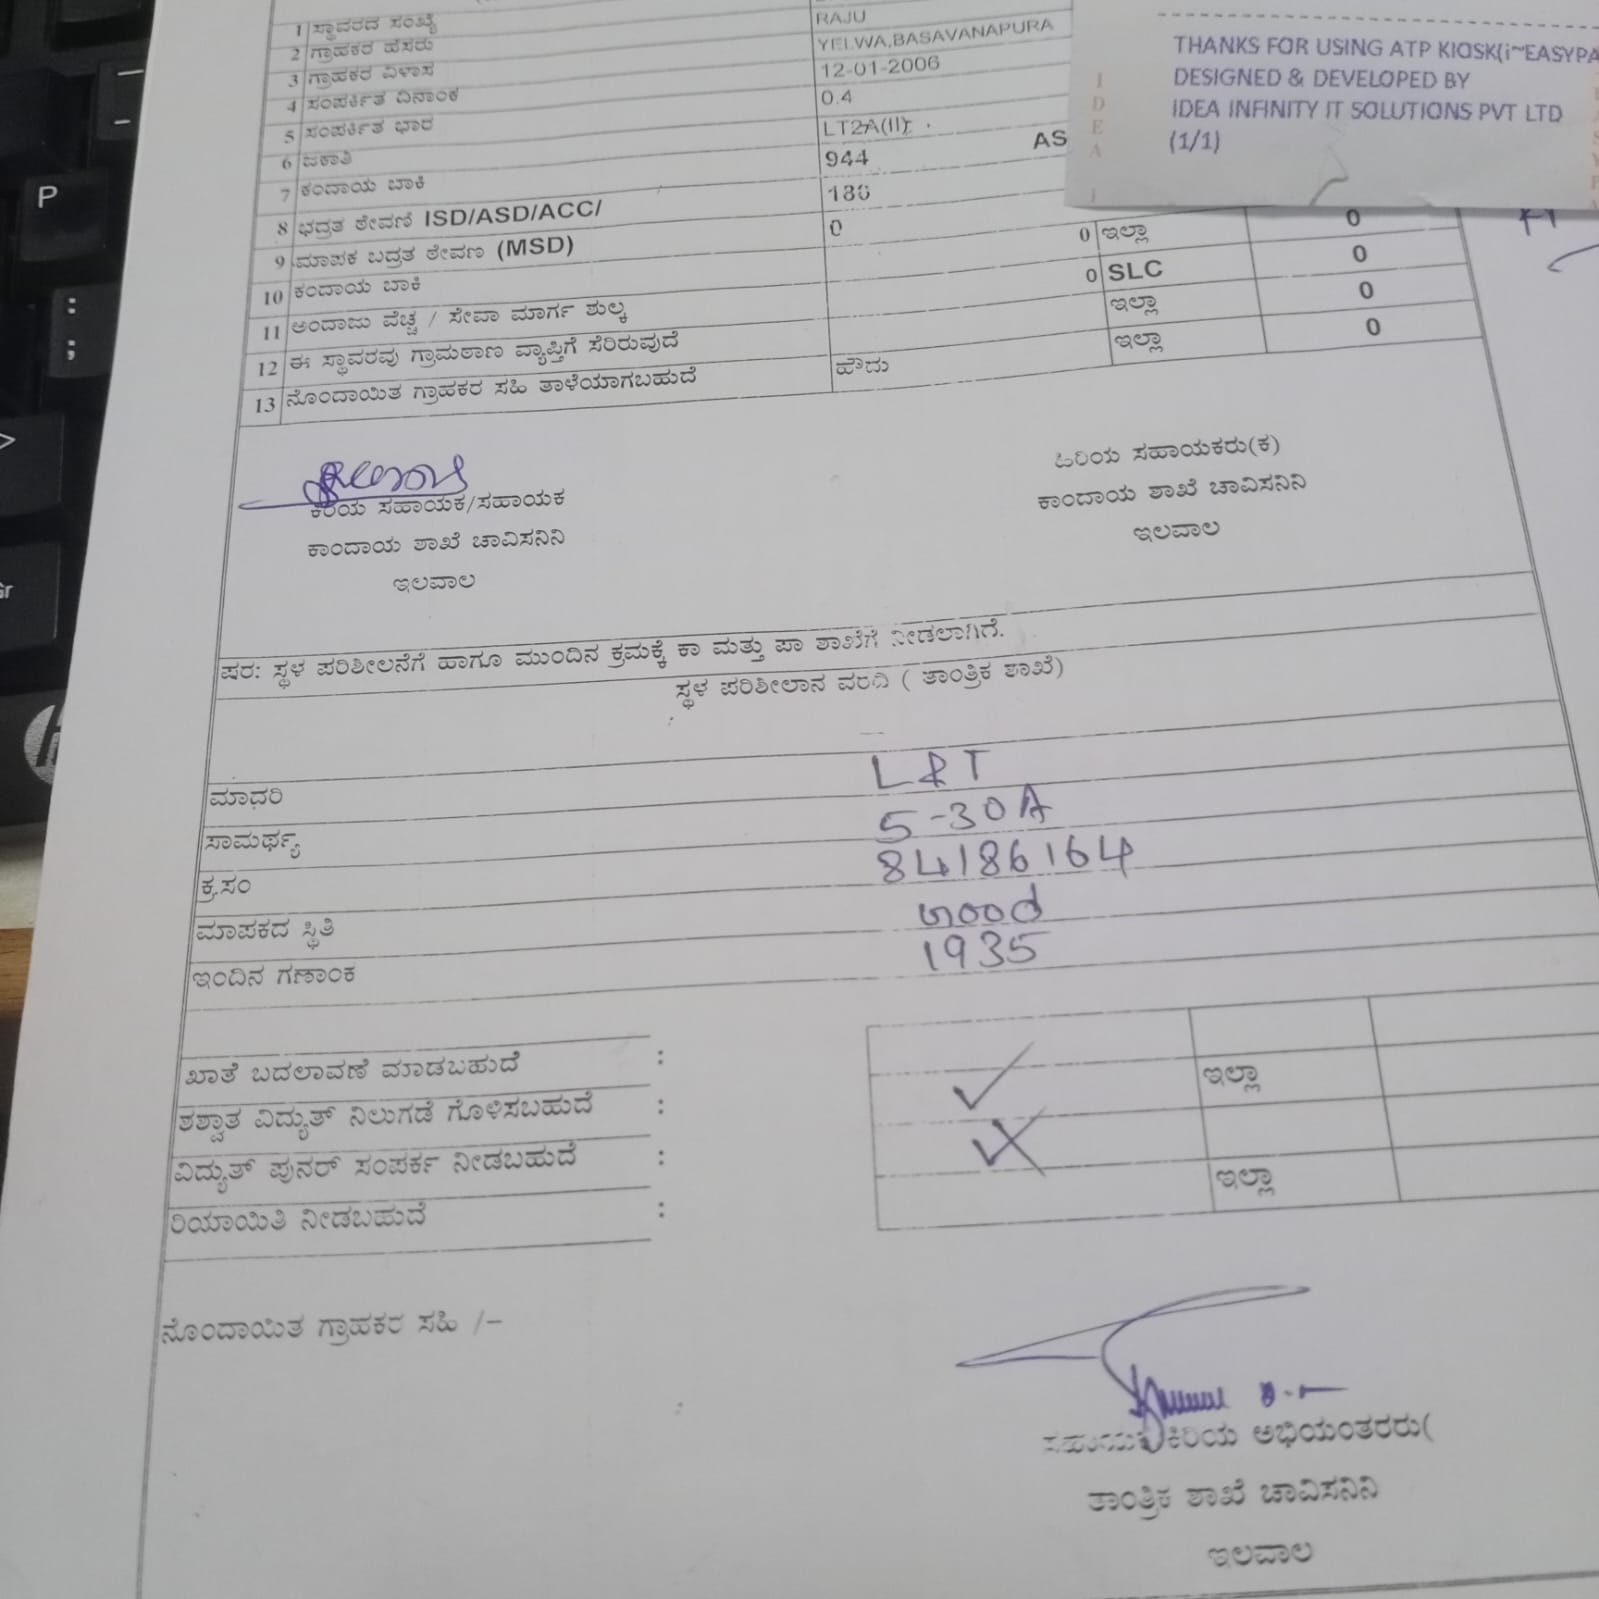 1 ಸ್ಥಾವರದ ಸಂಖ್ಯೆ
2 ಗ್ರಾಹಕರ ಹೆಸರು RAJU
3 ಗ್ರಾಹಕರ ವಿಳಾಸ YELWA,BASAVANAPURA
4 ಸಂಪರ್ಕಿತ ದಿನಾಂಕ 12-01-2006
5 ಸಂಪರ್ಕಿತ ಭಾರ 0.4
6 ಜಕಾತಿ LT2A(II)
7 ಕಂದಾಯ ಬಾಕಿ 944 AS
8 ಭದ್ರತ ಠೇವಣಿ ISD/ASD/ACC/ 186
9 ಮಾಪಕ ಬದ್ರತ ಠೇವಣ (MSD) 0
10 ಕಂದಾಯ ಬಾಕಿ 0 ಇಲ್ಲಾ 0
11 ಅಂದಾಜು ವೆಚ್ಚ / ಸೇವಾ ಮಾರ್ಗ ಶುಲ್ಕ 0 SLC 0
12 ಈ ಸ್ಥಾವರವು ಗ್ರಾಮಠಾಣ ವ್ಯಾಪ್ತಿಗೆ ಸೆರಿರುವುದೆ ಇಲ್ಲಾ 0
13 ನೊಂದಾಯಿತ ಗ್ರಾಹಕರ ಸಹಿ ತಾಳೆಯಾಗಬಹುದೆ ಹೌದು ಇಲ್ಲಾ 0
THANKS FOR USING ATP KIOSK(i~EASYPA
DESIGNED & DEVELOPED BY
IDEA INFINITY IT SOLUTIONS PVT LTD
(1/1)
ಕಿರಿಯ ಸಹಾಯಕ/ಸಹಾಯಕ
ಕಾಂದಾಯ ಶಾಖೆ ಚಾವಿಸನಿನಿ
ಇಲವಾಲ
ಹಿರಿಯ ಸಹಾಯಕರು(ಕ)
ಕಾಂದಾಯ ಶಾಖೆ ಚಾವಿಸನಿನಿ
ಇಲವಾಲ
ಷರ: ಸ್ಥಳ ಪರಿಶೀಲನೆಗೆ ಹಾಗೂ ಮುಂದಿನ ಕ್ರಮಕ್ಕೆ ಕಾ ಮತ್ತು ಪಾ ಶಾಖೆಗೆ ನೀಡಲಾಗಿದೆ.
ಸ್ಥಳ ಪರಿಶೀಲಾನ ವರದಿ ( ತಾಂತ್ರಿಕ ಶಾಖೆ)
ಮಾಧರಿ L&T
ಸಾಮರ್ಥ್ಯ 5-30A
ಕ್ರ.ಸಂ 84186164
ಮಾಪಕದ ಸ್ಥಿತಿ Good
ಇಂದಿನ ಗಣಾಂಕ 1935
ಖಾತೆ ಬದಲಾವಣೆ ಮಾಡಬಹುದೆ :
ಶಶ್ವಾತ ವಿದ್ಯುತ್ ನಿಲುಗಡೆ ಗೊಳಿಸಬಹುದೆ : ಇಲ್ಲಾ
ವಿದ್ಯುತ್ ಪುನರ್ ಸಂಪರ್ಕ ನೀಡಬಹುದೆ :
ರಿಯಾಯಿತಿ ನೀಡಬಹುದೆ : ಇಲ್ಲಾ
ನೊಂದಾಯಿತ ಗ್ರಾಹಕರ ಸಹಿ /-
ಸಹಾಯಕ ಕಿರಿಯ ಅಭಿಯಂತರರು(
ತಾಂತ್ರಿಕ ಶಾಖೆ ಚಾವಿಸನಿನಿ
ಇಲವಾಲ